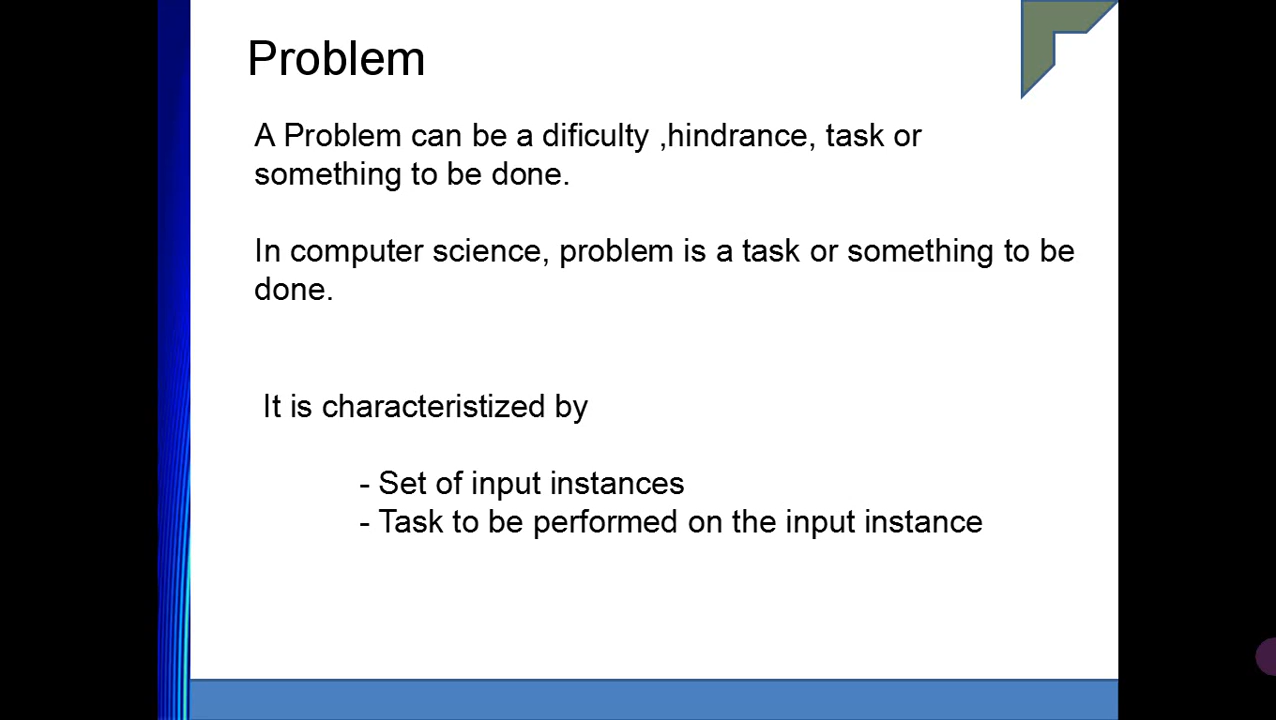 Problem
A Problem can be a dificulty ,hindrance, task or
something to be done.
In computer science, problem is a task or something to be
done.
It is characteristized by
- Set of input instances
- Task to be performed on the input instance